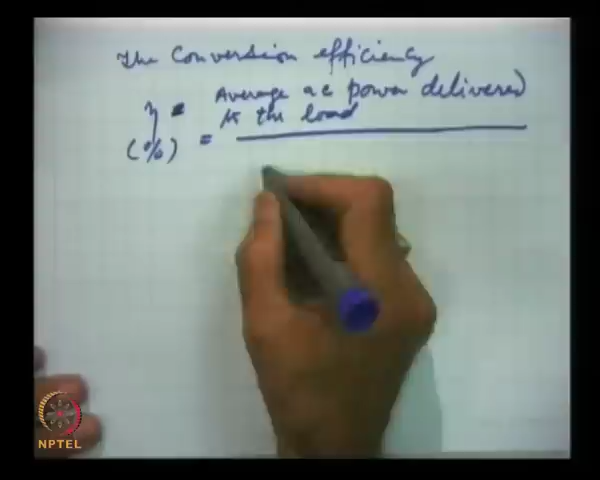 The Conversion efficiency
η = Average ac power delivered
to the load
(%) =
NPTEL